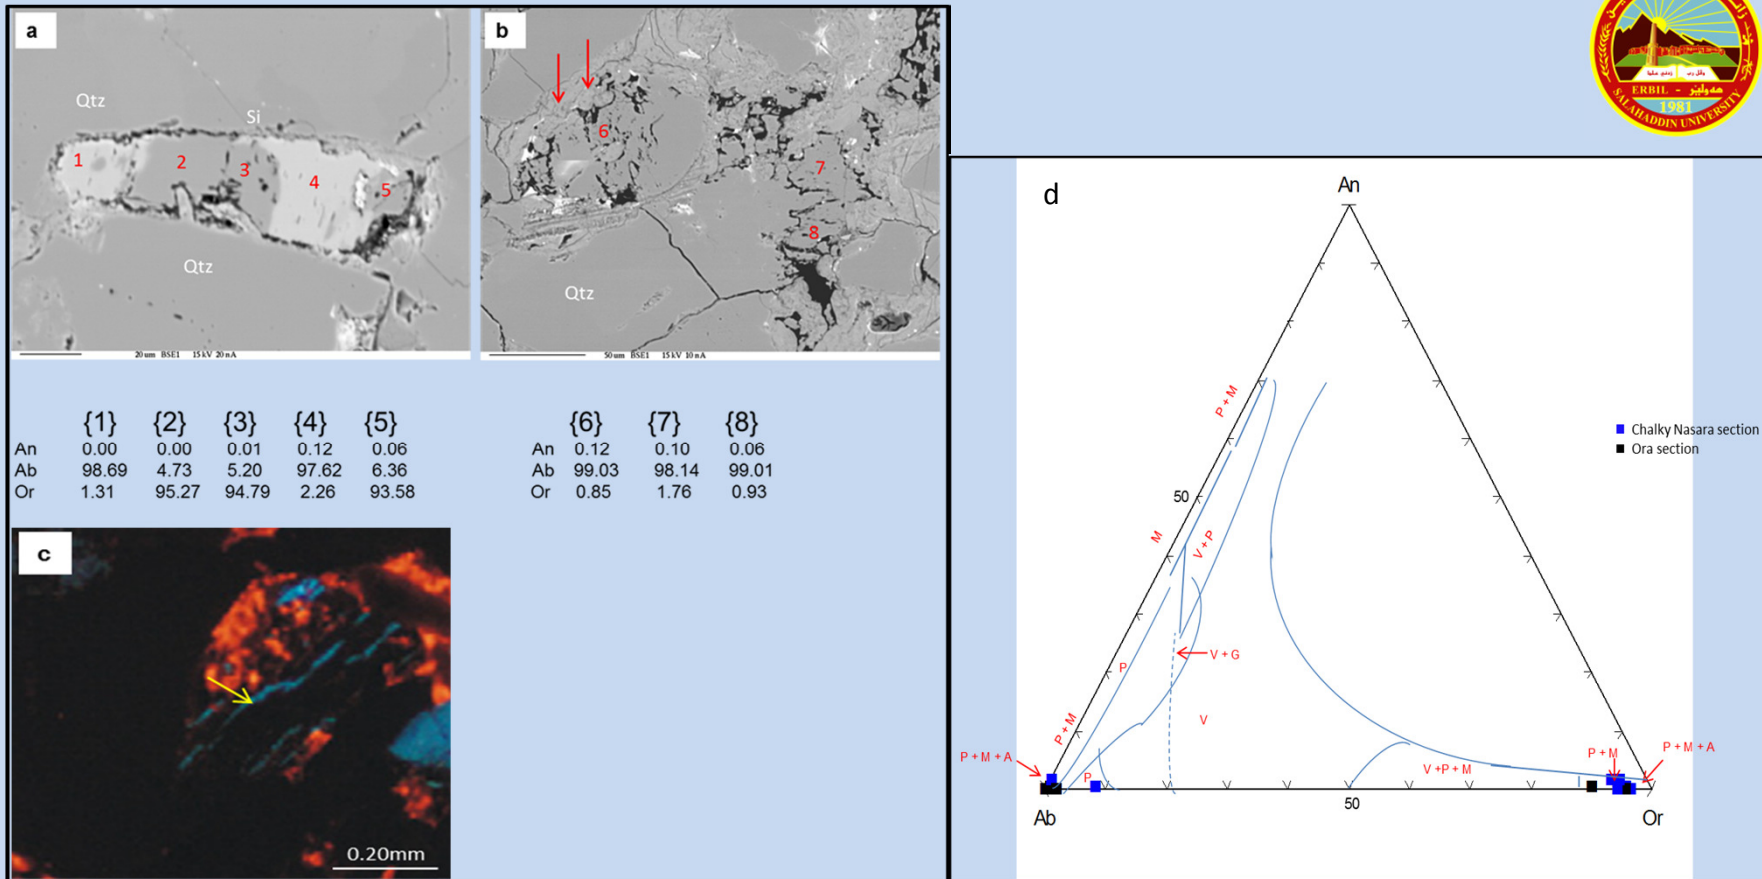 a
Qtz
Si
1
2
3
4
5
Qtz
20 um BSE1 15 kV 20 nA
b
6
7
8
Qtz
50 um BSE1 15 kV 10 nA
{1} {2} {3} {4} {5}
An 0.00 0.00 0.01 0.12 0.06
Ab 98.69 4.73 5.20 97.62 6.36
Or 1.31 95.27 94.79 2.26 93.58
{6} {7} {8}
An 0.12 0.10 0.06
Ab 99.03 98.14 99.01
Or 0.85 1.76 0.93
c
0.20mm
ERBIL - هەولێر
1981
SALAHADDIN UNIVERSITY
d
An
P + M
50
M
V + P
P
V + G
V
P + M
P + M + A
P
V +P + M
P + M
P + M + A
50
Ab
Or
Chalky Nasara section
Ora section